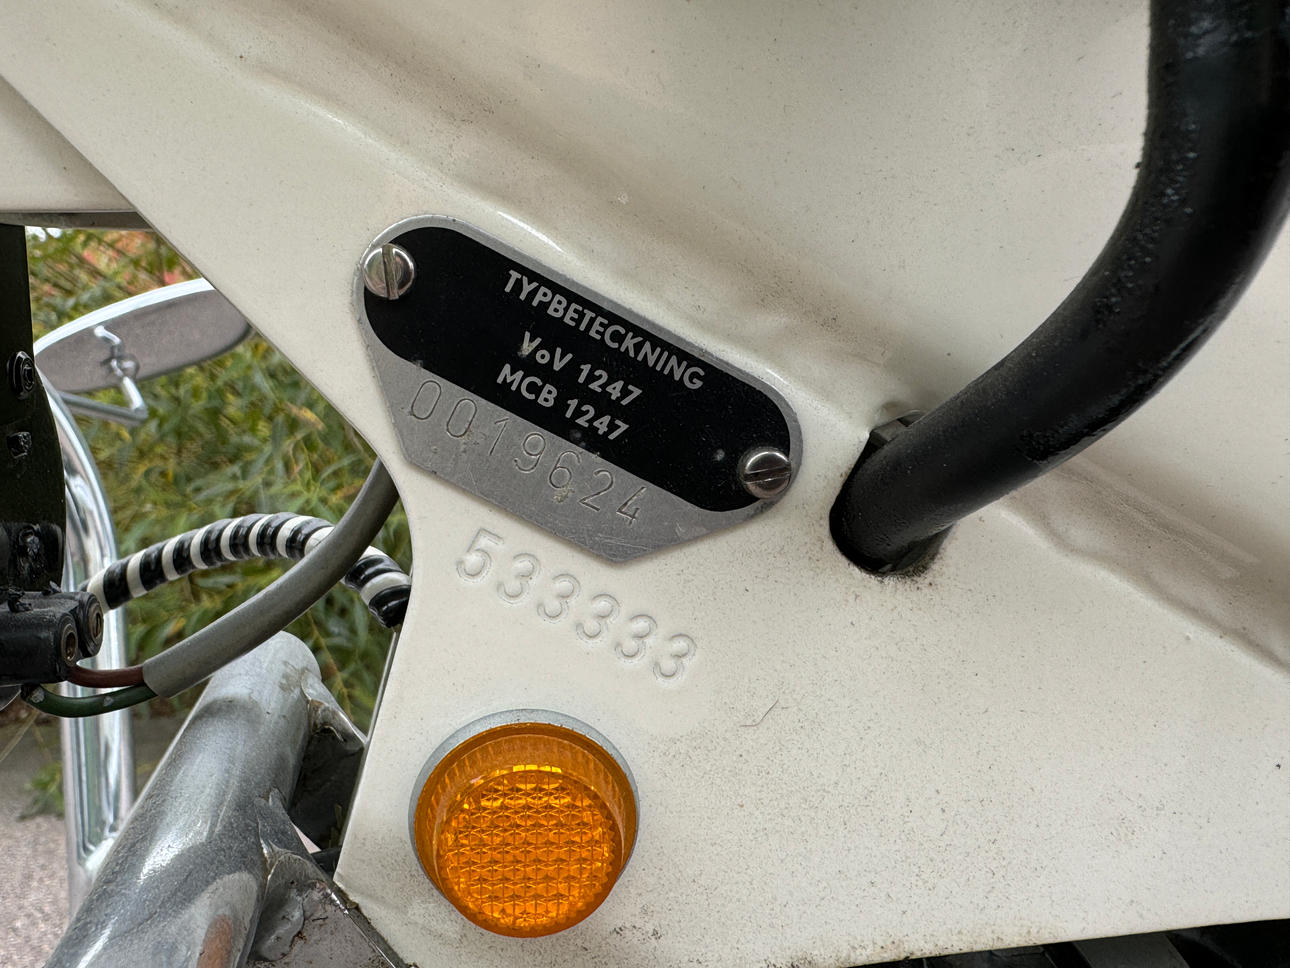 TYPBETECKNING
VoV 1247
MCB 1247
0019624
533333